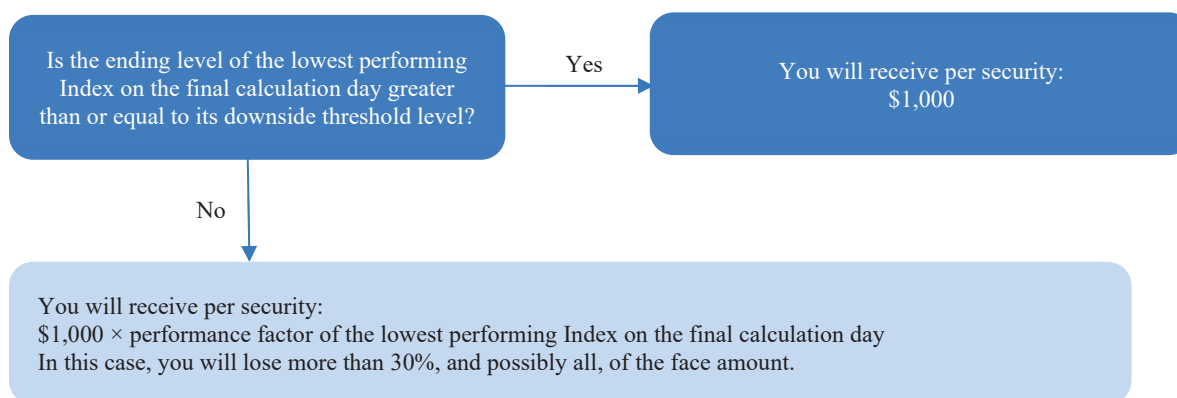 Is the ending level of the lowest performing
Index on the final calculation day greater
than or equal to its downside threshold level?
Yes
You will receive per security:
$1,000
No
You will receive per security:
$1,000 × performance factor of the lowest performing Index on the final calculation day
In this case, you will lose more than 30%, and possibly all, of the face amount.